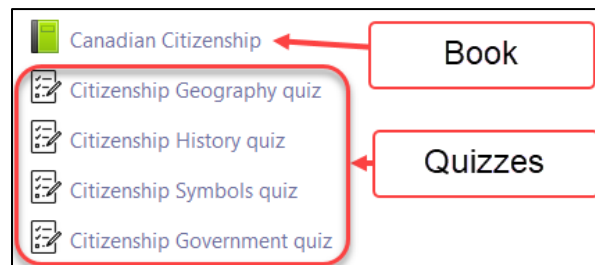 Canadian Citizenship
Book
Citizenship Geography quiz
Citizenship History quiz
Quizzes
Citizenship Symbols quiz
Citizenship Government quiz